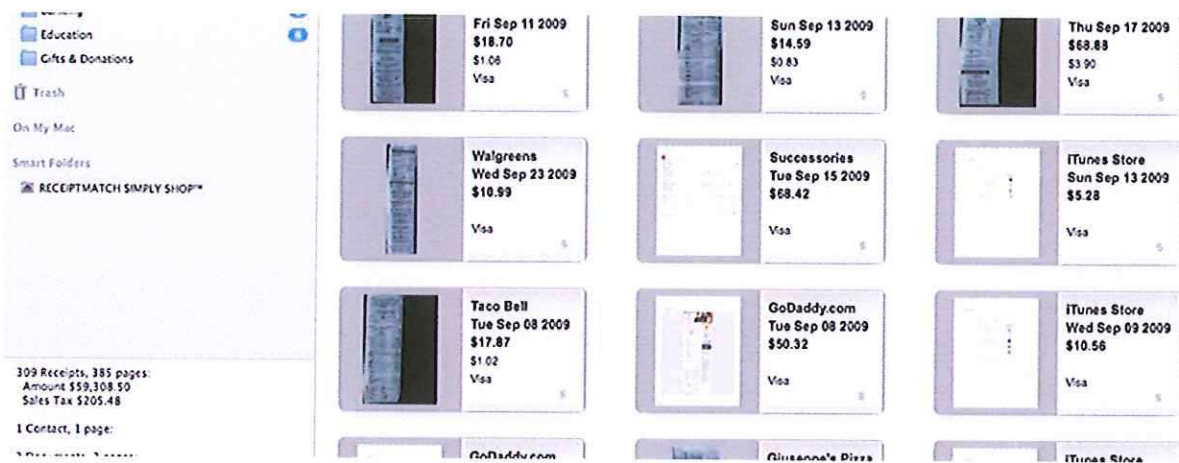 Education
Gifts & Donations
Trash
On My Mac
Smart Folders
RECEIPTMATCH SIMPLY SHOP™
309 Receipts, 385 pages:
Amount $59,308.50
Sales Tax $205.48
1 Contact, 1 page:
Fri Sep 11 2009
$18.70
$1.06
Visa
S
Sun Sep 13 2009
$14.59
$0.83
Visa
S
Thu Sep 17 2009
$68.88
$3.90
Visa
S
Walgreens
Wed Sep 23 2009
$10.99
Visa
S
Successories
Tue Sep 15 2009
$68.42
Visa
S
iTunes Store
Sun Sep 13 2009
$5.28
Visa
S
Taco Bell
Tue Sep 08 2009
$17.87
$1.02
Visa
S
GoDaddy.com
Tue Sep 08 2009
$50.32
Visa
S
iTunes Store
Wed Sep 09 2009
$10.56
Visa
S
GoDaddy.com
Giuseppe's Pizza
iTunes Store